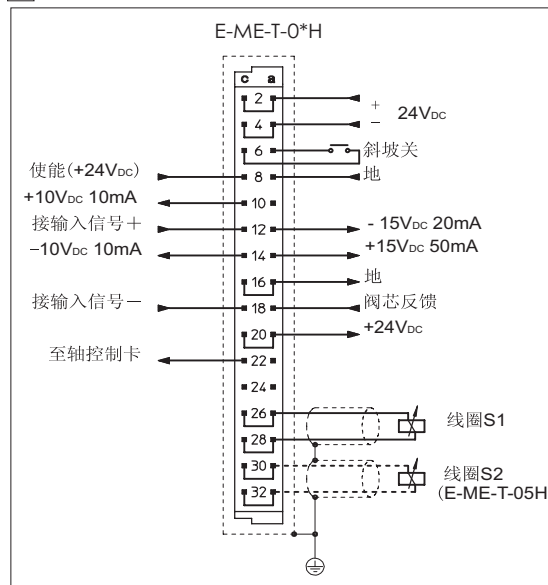 E-ME-T-0*H
c a
2
+
− 24VDC
4
6
斜坡关
使能(+24VDC)
8
地
+10VDC 10mA
10
接输入信号＋
12
- 15VDC 20mA
−10VDC 10mA
14
+15VDC 50mA
16
地
接输入信号－
18
阀芯反馈
20
+24VDC
至轴控制卡
22
24
26
线圈S1
28
30
线圈S2
32
(E-ME-T-05H